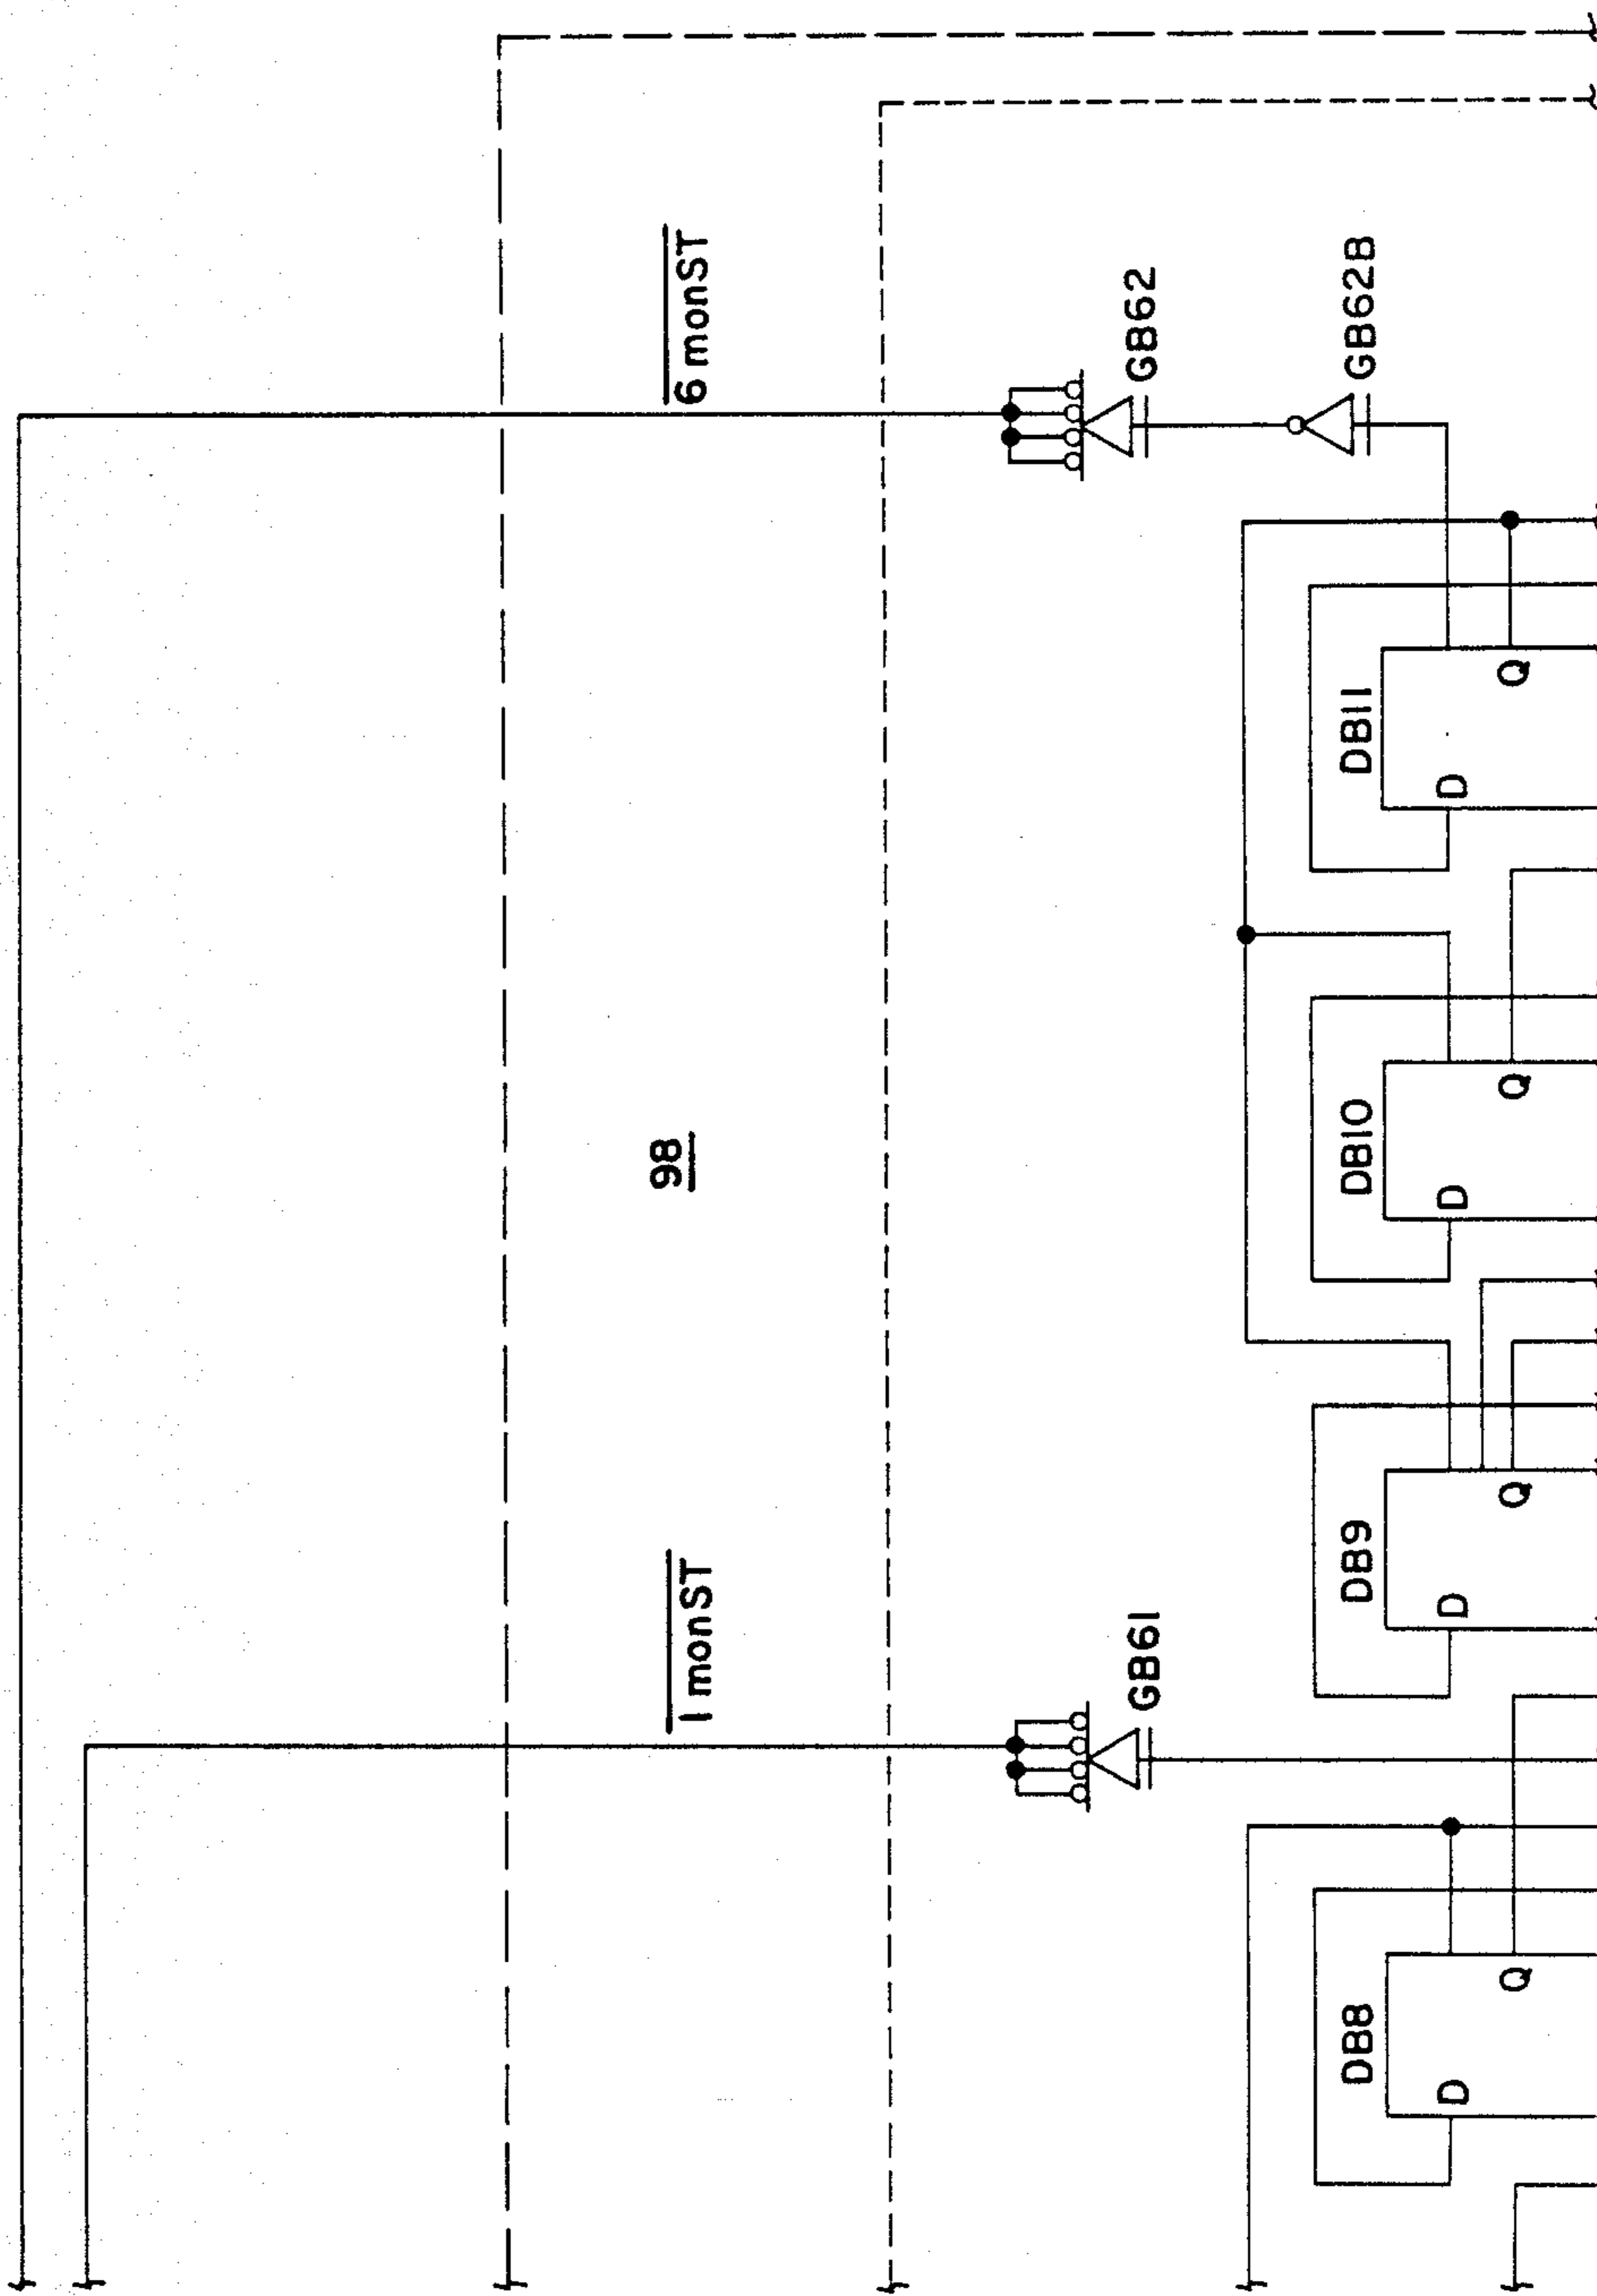 1 monST
98
6 monST
GB61
GB62
DB8
DB9
DB10
DB11
GB62B
D
D
D
D
Q
Q
Q
Q